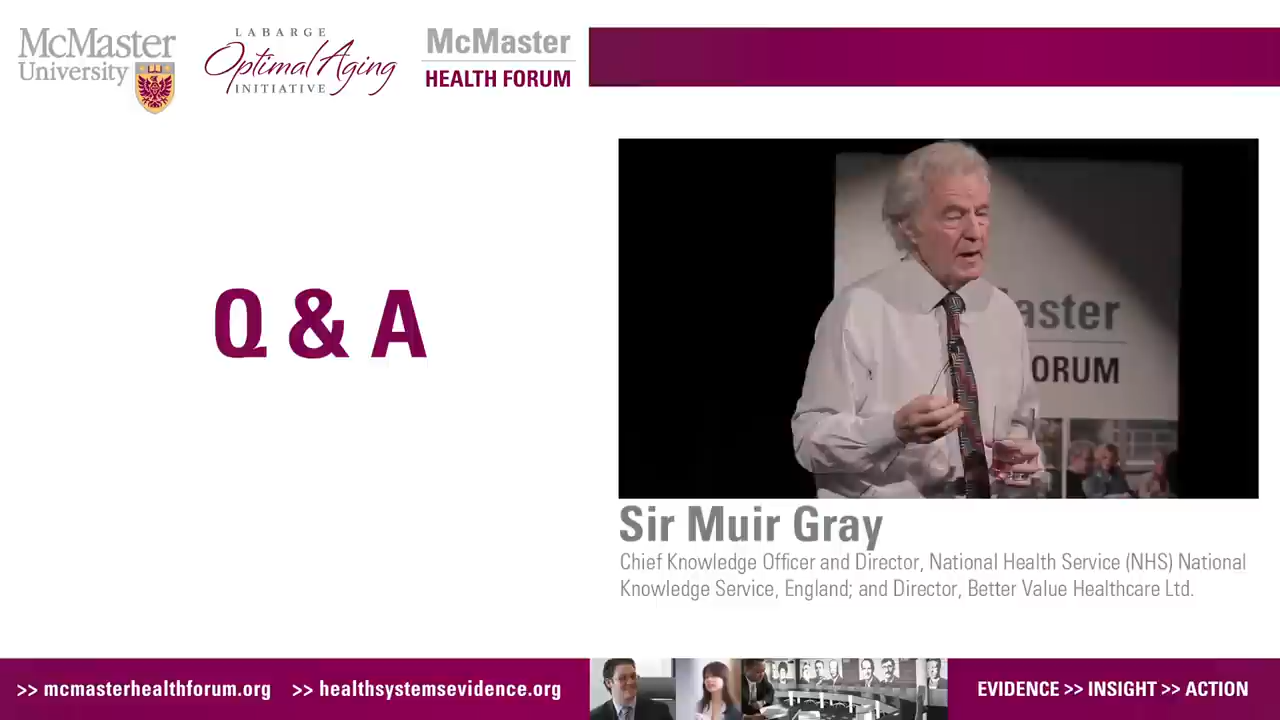 McMaster
University
LABARGE
Optimal Aging
INITIATIVE
McMaster
HEALTH FORUM
Q & A
Master
FORUM
Sir Muir Gray
Chief Knowledge Officer and Director, National Health Service (NHS) National
Knowledge Service, England; and Director, Better Value Healthcare Ltd.
>> mcmasterhealthforum.org >> healthsystemsevidence.org
EVIDENCE >> INSIGHT >> ACTION